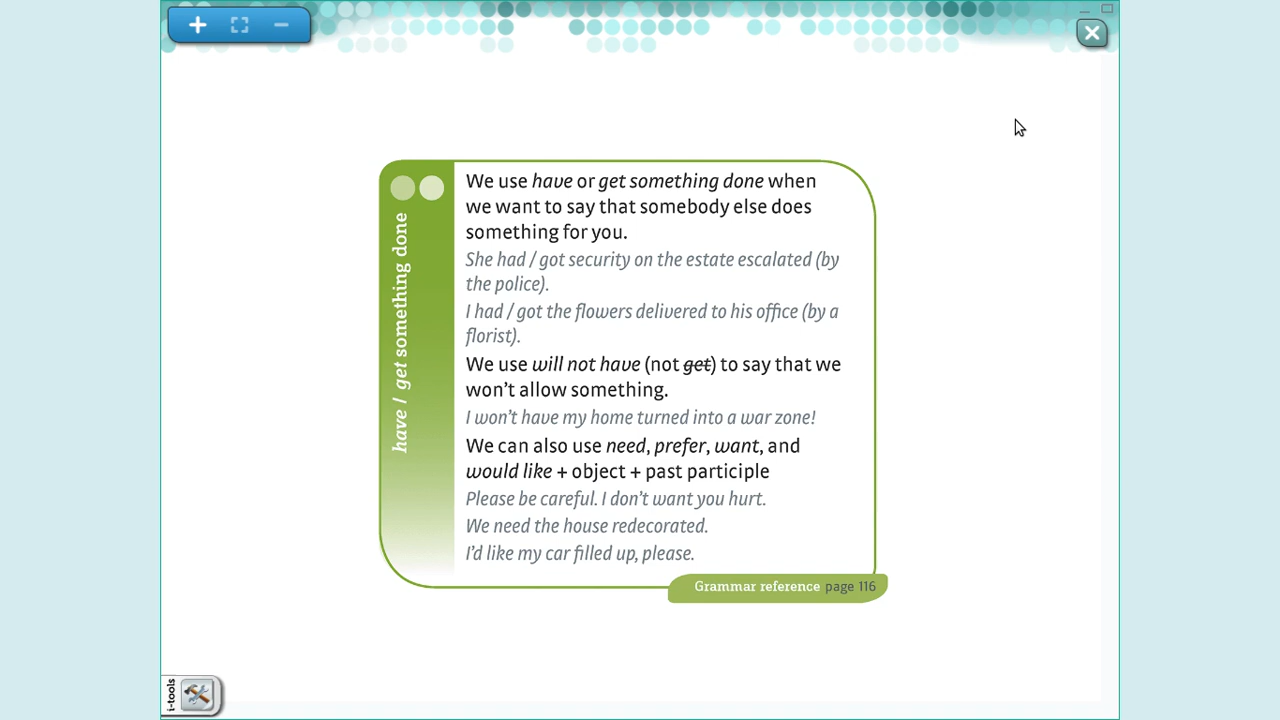 have / get something done
We use have or get something done when
we want to say that somebody else does
something for you.
She had / got security on the estate escalated (by
the police).
I had / got the flowers delivered to his office (by a
florist).
We use will not have (not get) to say that we
won't allow something.
I won't have my home turned into a war zone!
We can also use need, prefer, want, and
would like + object + past participle
Please be careful. I don't want you hurt.
We need the house redecorated.
I'd like my car filled up, please.
Grammar reference page 116
i-tools